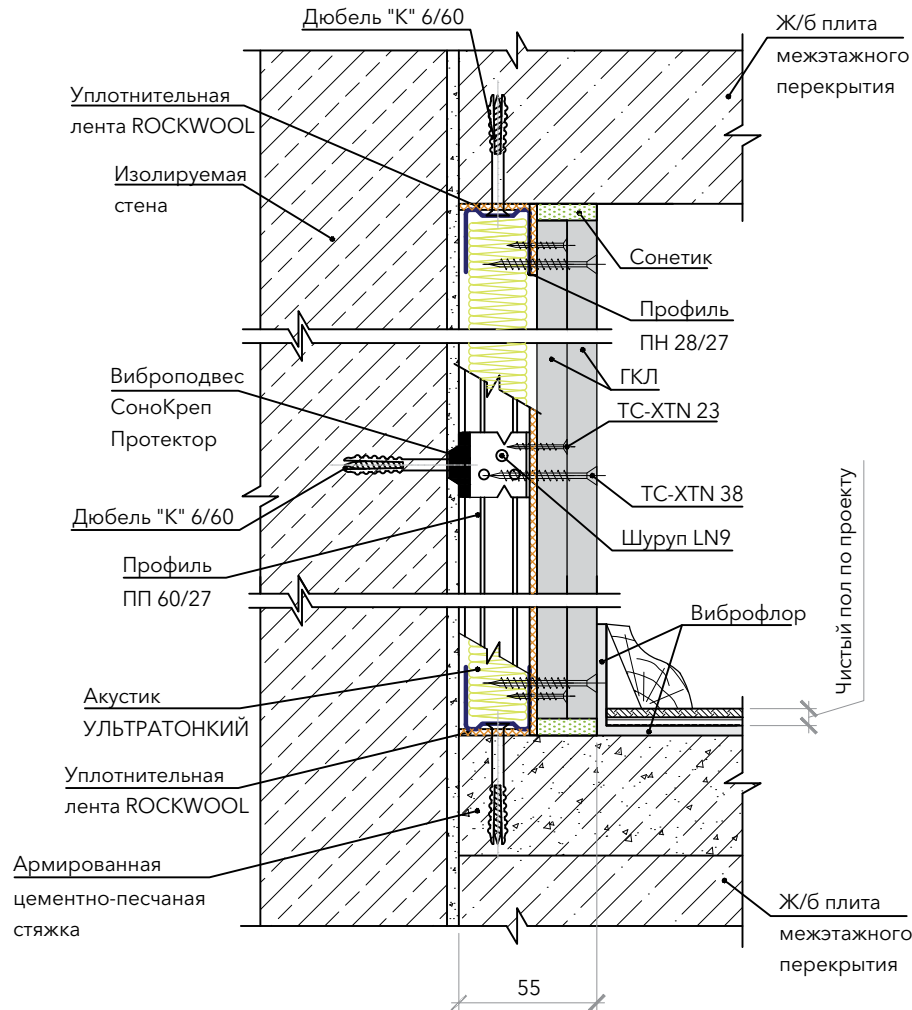 Дюбель "К" 6/60
Ж/б плита
межэтажного
перекрытия
Уплотнительная
лента ROCKWOOL
Изолируемая
стена
Сонетик
Профиль
ПН 28/27
ГКЛ
Виброподвес
СоноКреп
Протектор
ТС-XTN 23
ТС-XTN 38
Дюбель "К" 6/60
Шуруп LN9
Профиль
ПП 60/27
Виброфлор
Чистый пол по проекту
Акустик
УЛЬТРАТОНКИЙ
Уплотнительная
лента ROCKWOOL
Армированная
цементно-песчаная
стяжка
Ж/б плита
межэтажного
перекрытия
55